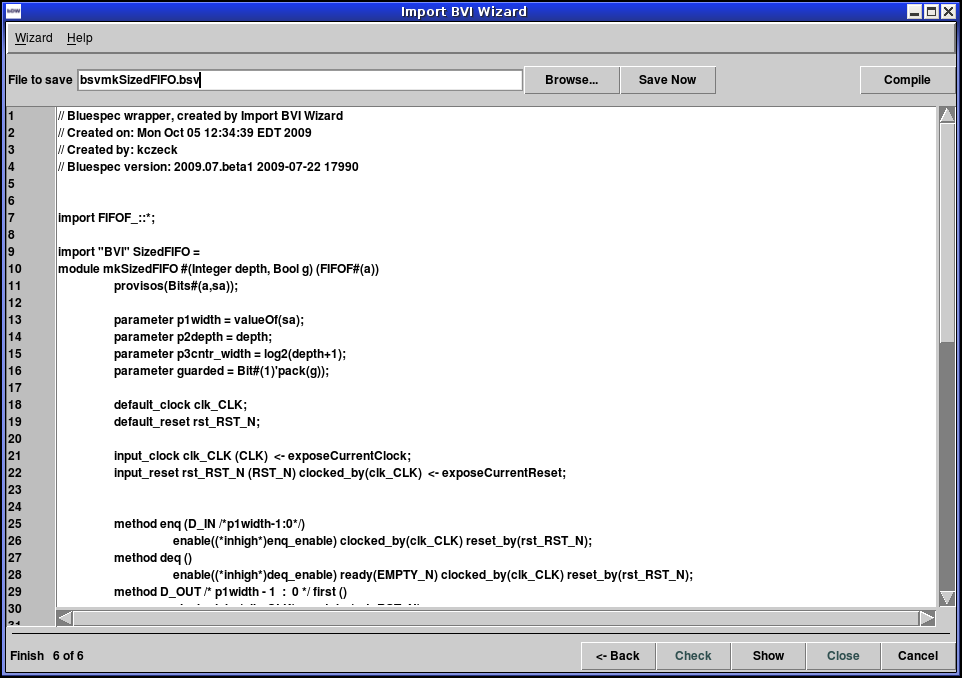 Import BVI Wizard
Wizard Help
File to save bsvmkSizedFIFO.bsv Browse... Save Now Compile
1 // Bluespec wrapper, created by Import BVI Wizard
2 // Created on: Mon Oct 05 12:34:39 EDT 2009
3 // Created by: kczeck
4 // Bluespec version: 2009.07.beta1 2009-07-22 17990
5
6
7 import FIFOF_::*;
8
9 import "BVI" SizedFIFO =
10 module mkSizedFIFO #(Integer depth, Bool g) (FIFOF#(a))
11 provisos(Bits#(a,sa));
12
13 parameter p1width = valueOf(sa);
14 parameter p2depth = depth;
15 parameter p3cntr_width = log2(depth+1);
16 parameter guarded = Bit#(1)'pack(g));
17
18 default_clock clk_CLK;
19 default_reset rst_RST_N;
20
21 input_clock clk_CLK (CLK) <- exposeCurrentClock;
22 input_reset rst_RST_N (RST_N) clocked_by(clk_CLK) <- exposeCurrentReset;
23
24
25 method enq (D_IN /*p1width-1:0*/)
26 enable((*inhigh*)enq_enable) clocked_by(clk_CLK) reset_by(rst_RST_N);
27 method deq ()
28 enable((*inhigh*)deq_enable) ready(EMPTY_N) clocked_by(clk_CLK) reset_by(rst_RST_N);
29 method D_OUT /* p1width - 1 : 0 */ first ()
30
Finish 6 of 6 <- Back Check Show Close Cancel